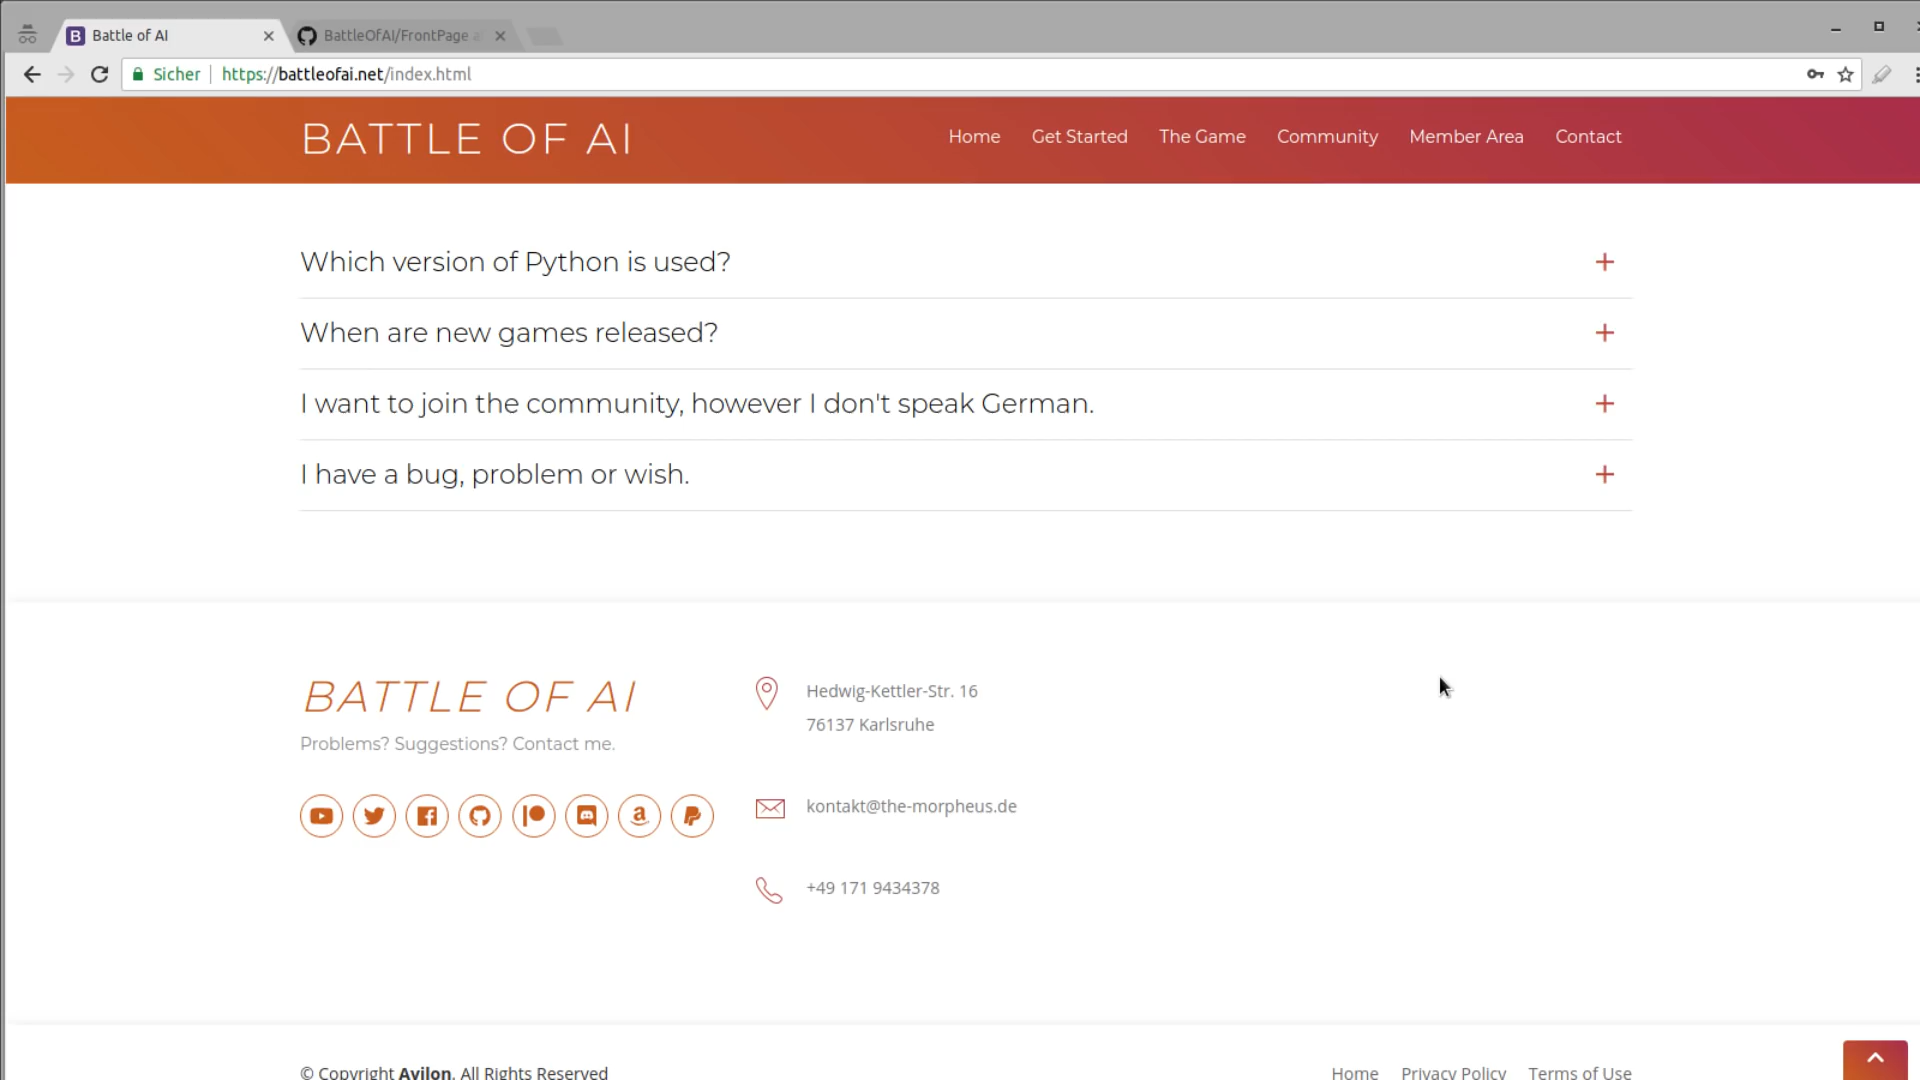 Battle of AI
BattleOfAI/FrontPage a
Sicher
https://battleofai.net/index.html
BATTLE OF AI
Home
Get Started
The Game
Community
Member Area
Contact
Which version of Python is used?
When are new games released?
I want to join the community, however I don't speak German.
I have a bug, problem or wish.
BATTLE OF AI
Problems? Suggestions? Contact me.
Hedwig-Kettler-Str. 16
76137 Karlsruhe
kontakt@the-morpheus.de
+49 171 9434378
© Copyright Avilon. All Rights Reserved
Home
Privacy Policy
Terms of Use